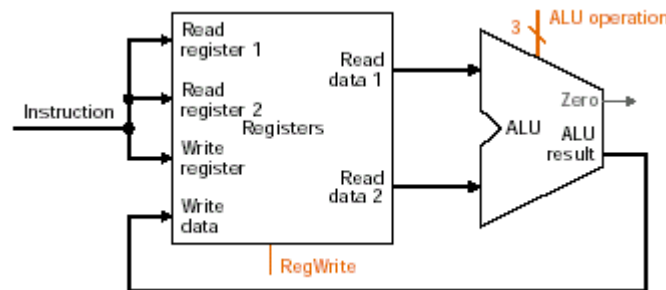 3
ALU operation
Read
register 1
Read
register 2
Write
register
Write
data
Instruction
Registers
Read
data 1
Read
data 2
Zero
ALU
ALU
result
RegWrite